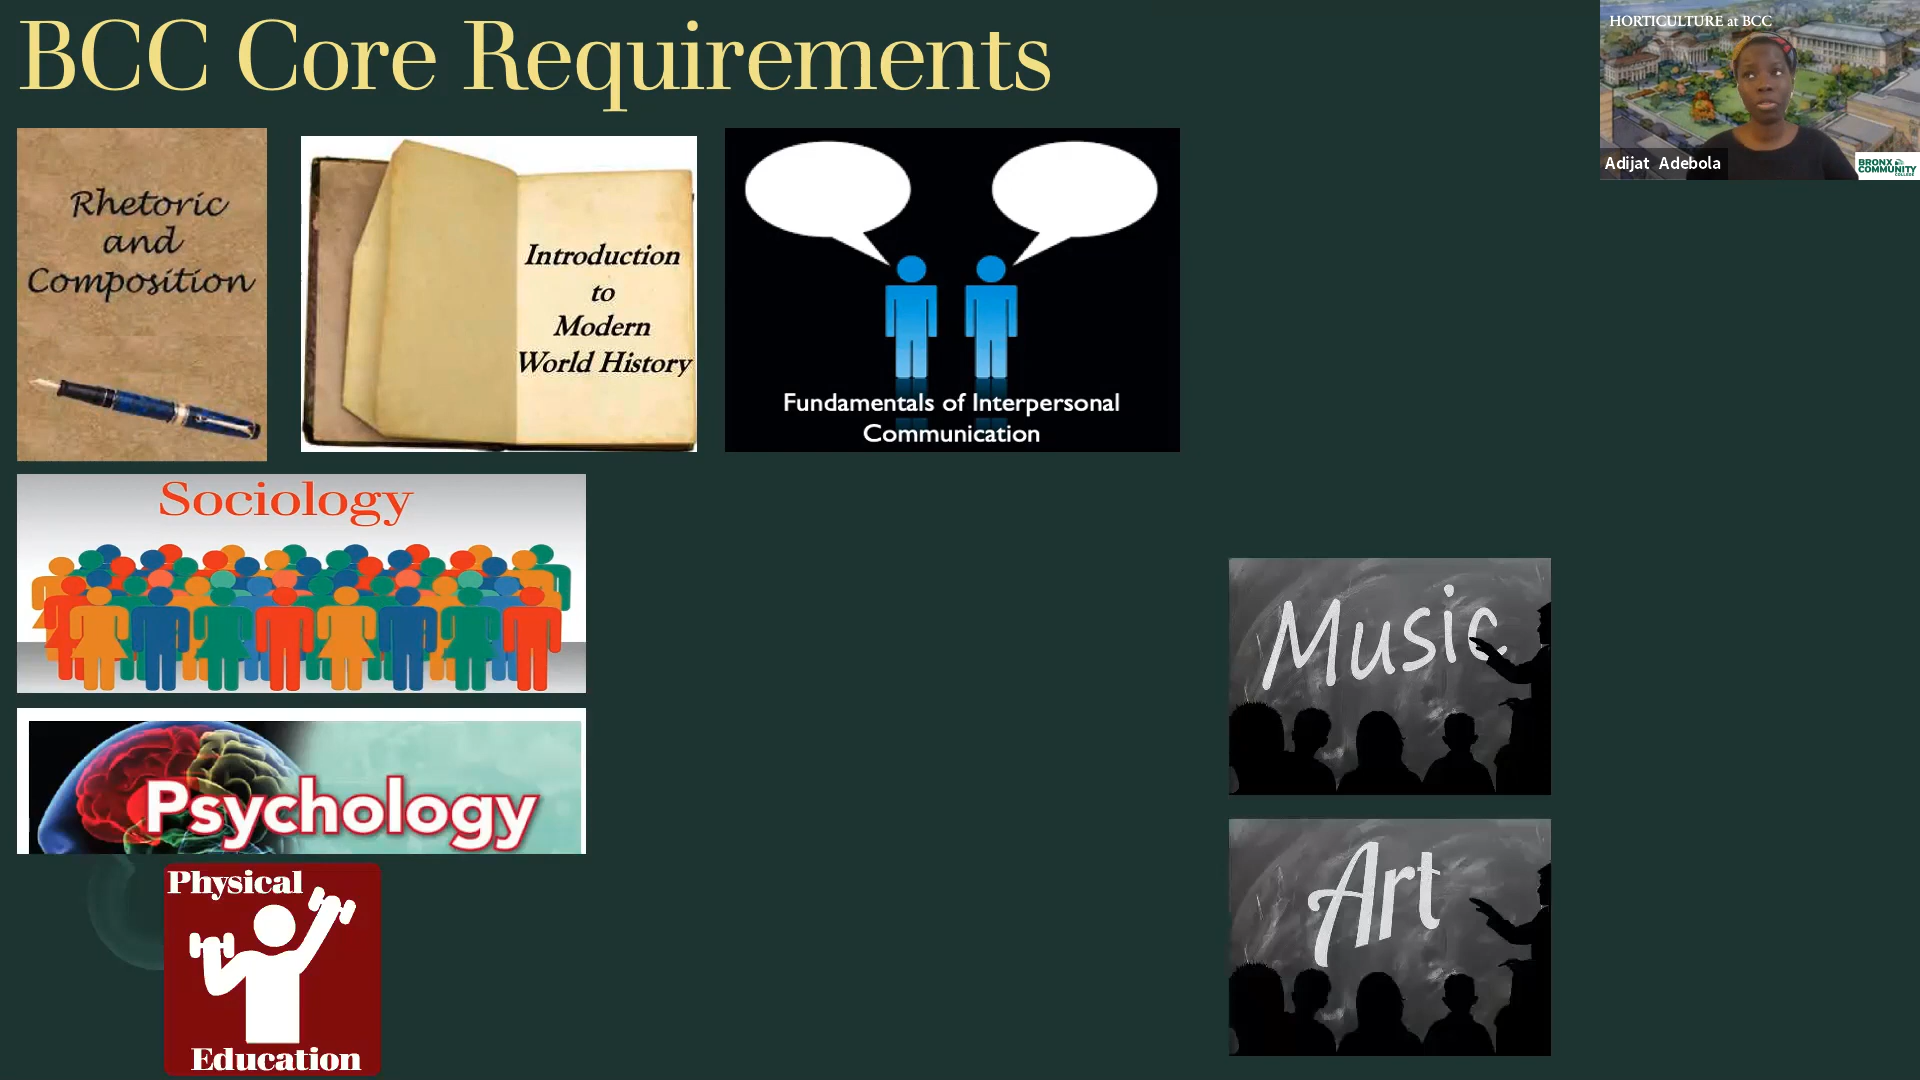 BCC Core Requirements
HORTICULTURE at BCC
Adijat Adebola
BRONX
COMMUNITY
COLLEGE
Rhetoric
and
Composition
Introduction
to
Modern
World History
Fundamentals of Interpersonal
Communication
Sociology
Psychology
Physical
Education
Music
Art